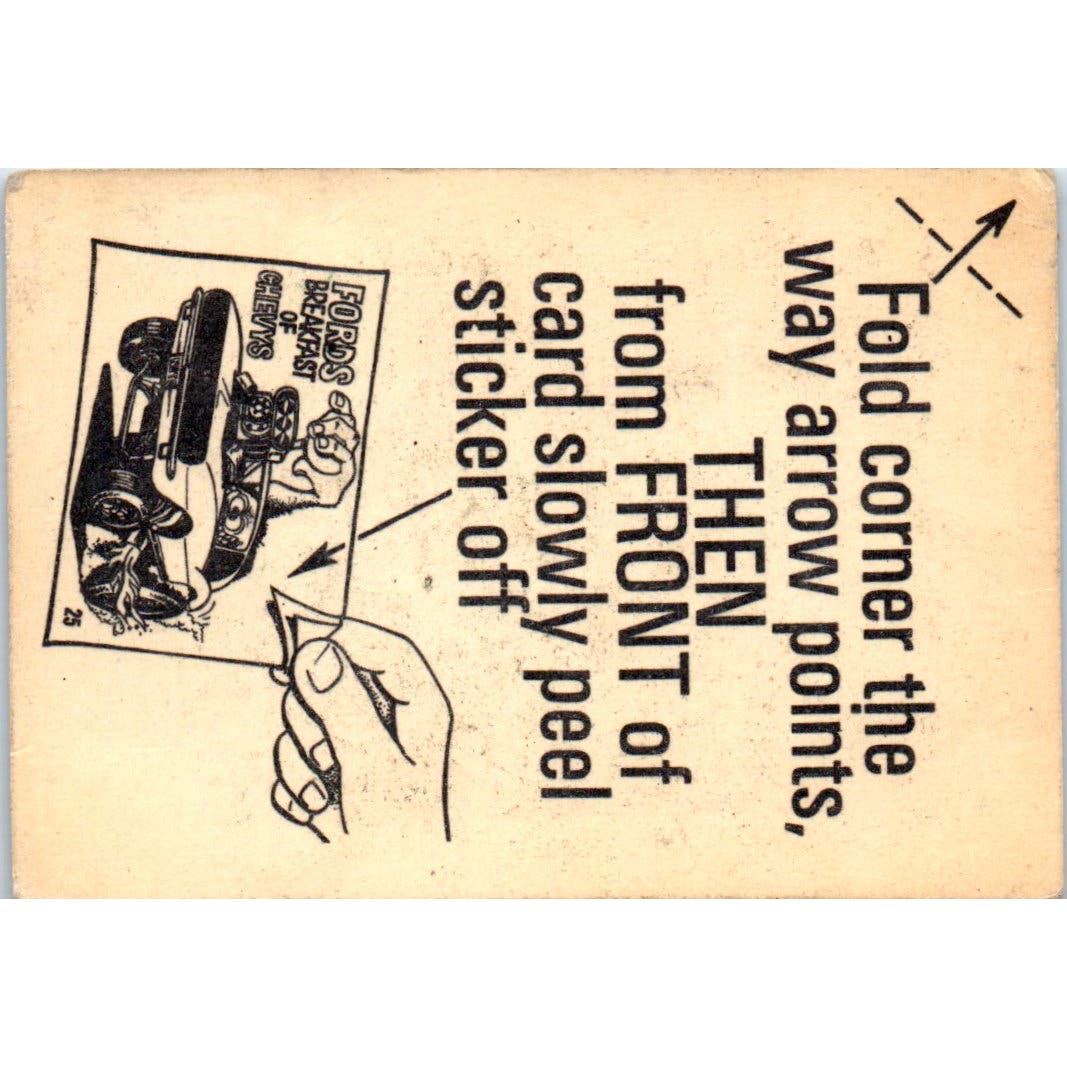 Fold corner the
way arrow points,
THEN
from FRONT of
card slowly peel
sticker off
FORDS
BREAKFAST
OF
CHEVYS
25